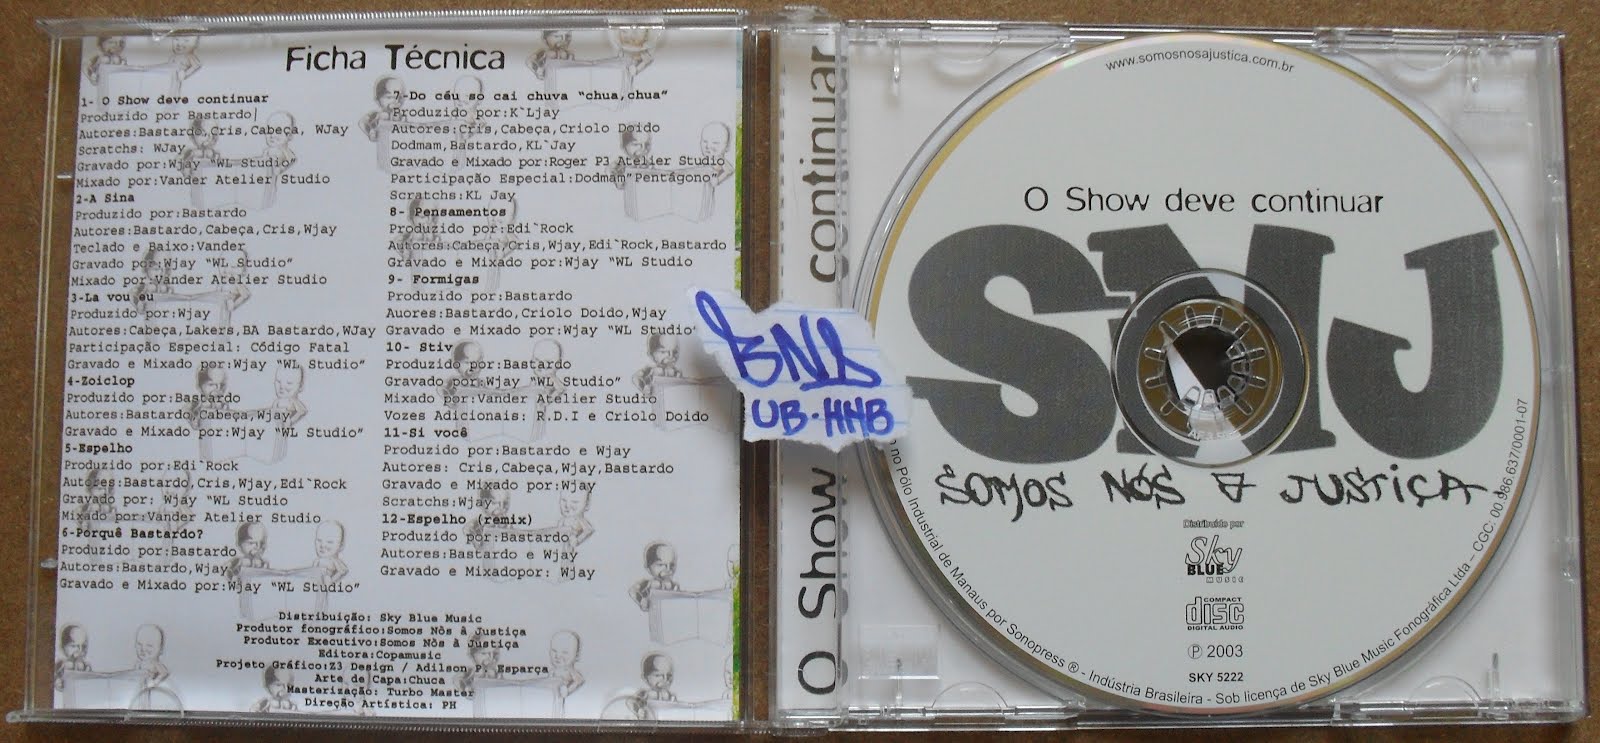 Ficha Técnica
1- O Show deve continuar
Produzido por Bastardo|
Autores:Bastardo,Cris,Cabeça, WJay
Scratchs: WJay
Gravado por:Wjay "WL Studio"
Mixado por:Vander Atelier Studio
2-A Sina
Produzido por:Bastardo
Autores:Bastardo,Cabeça,Cris,Wjay
Teclado e Baixo:Vander
Gravado por:Wjay "WL Studio"
Mixado por:Vander Atelier Studio
3-La vou eu
Produzido por:Wjay
Autores:Cabeça,Lakers,BA Bastardo,WJay
Participação Especial: Código Fatal
Gravado e Mixado por:Wjay "WL Studio"
4-Zoiclop
Produzido por:Bastardo
Autores:Bastardo,Cabeça,Wjay
Gravado e Mixado por:Wjay "WL Studio"
5-Espelho
Produzido por:Edi`Rock
Autores:Bastardo,Cris,Wjay,Edi`Rock
Gravado por: Wjay "WL Studio
Mixado por:Vander Atelier Studio
6-Porquê Bastardo?
Produzido por:Bastardo
Autores:Bastardo,Wjay
Gravado e Mixado por:Wjay "WL Studio"
7-Do céu so cai chuva "chua,chua"
Produzido por:K`Ljay
Autores:Cris,Cabeça,Criolo Doido
Dodmam,Bastardo,KL`Jay
Gravado e Mixado por:Roger P3 Atelier Studio
Participação Especial:Dodmam"Pentágono"
Scratchs:KL Jay
8- Pensamentos
Produzido por:Edi`Rock
Autores:Cabeça,Cris,Wjay,Edi`Rock,Bastardo
Gravado e Mixado por:Wjay "WL Studio
9- Formigas
Produzido por:Bastardo
Auores:Bastardo,Criolo Doido,Wjay
Gravado e Mixado por:Wjay "WL Studio"
10- Stiv
Produzido por:Bastardo
Gravado por:Wjay "WL Studio"
Mixado por:Vander Atelier Studio
Vozes Adicionais: R.D.I e Criolo Doido
11-Si você
Produzido por:Bastardo e Wjay
Autores: Cris,Cabeça,Wjay,Bastardo
Gravado e Mixado por:Wjay
Scratchs:Wjay
12-Espelho (remix)
Produzido por:Bastardo
Autores:Bastardo e Wjay
Gravado e Mixadopor: Wjay
Distribuição: Sky Blue Music
Produtor fonográfico:Somos Nòs à Justiça
Produtor Executivo:Somos Nòs à Justiça
Editora:Copamusic
Projeto Gráfico:Z3 Design / Adilson P. Esparça
Arte de Capa:Chuca
Masterização: Turbo Master
Direção Artística: PH
UB-HHB
O Show continuar
www.somosnosajustica.com.br
O Show deve continuar
SNJ
SOMOS NÓS A JUSTIÇA
Distribuido por
Sky
BLUE
MUSIC
COMPACT
disc
DIGITAL AUDIO
℗ 2003
SKY 5222
no Pólo Industrial de Manaus por Sonopress ® - Indústria Brasileira - Sob licença de Sky Blue Music Fonográfica Ltda – CGC: 00.986.637/0001-07